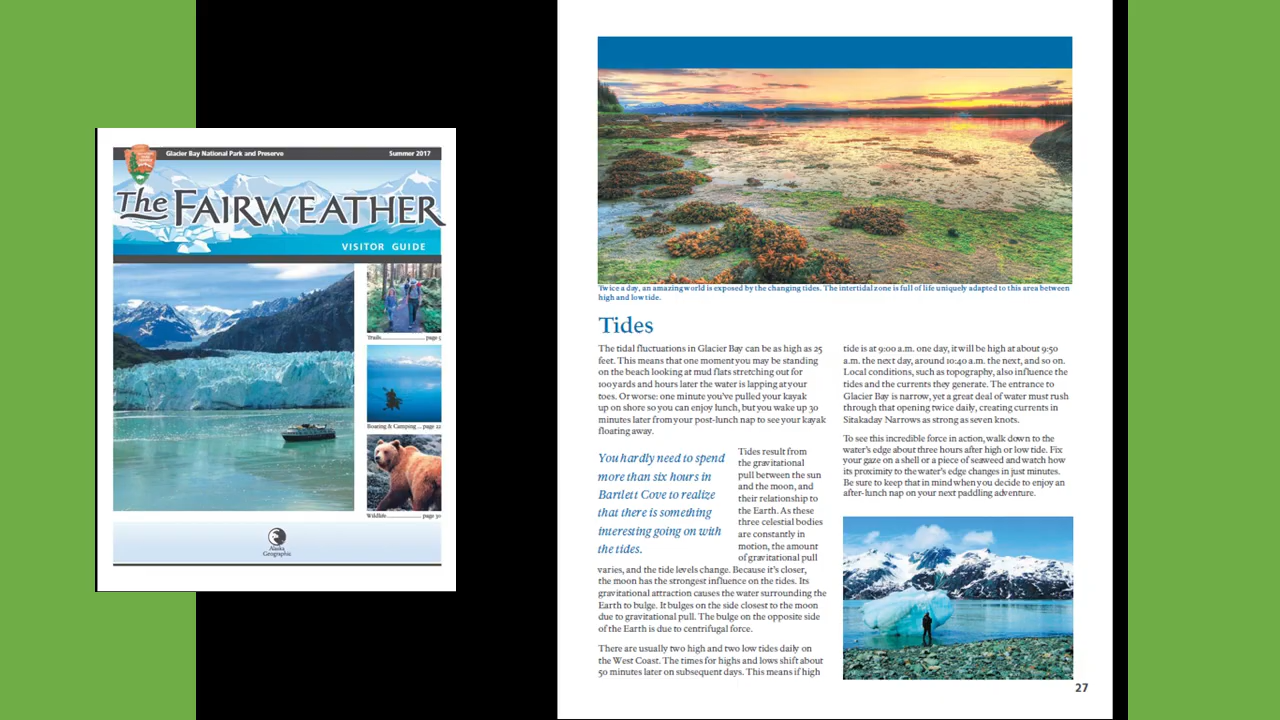 Glacier Bay National Park and Preserve
Summer 2017
The FAIRWEATHER
VISITOR GUIDE
Trails
page 5
Boating & Camping ... page 22
Wildlife
page 30
Alaska
Geographic
Twice a day, an amazing world is exposed by the changing tides. The intertidal zone is full of life uniquely adapted to this area between
high and low tide.
Tides
The tidal fluctuations in Glacier Bay can be as high as 25
feet. This means that one moment you may be standing
on the beach looking at mud flats stretching out for
100 yards and hours later the water is lapping at your
toes. Or worse: one minute you've pulled your kayak
up on shore so you can enjoy lunch, but you wake up 30
minutes later from your post-lunch nap to see your kayak
floating away.
You hardly need to spend
more than six hours in
Bartlett Cove to realize
that there is something
interesting going on with
the tides.
Tides result from
the gravitational
pull between the sun
and the moon, and
their relationship to
the Earth. As these
three celestial bodies
are constantly in
motion, the amount
of gravitational pull
varies, and the tide levels change. Because it's closer,
the moon has the strongest influence on the tides. Its
gravitational attraction causes the water surrounding the
Earth to bulge. It bulges on the side closest to the moon
due to gravitational pull. The bulge on the opposite side
of the Earth is due to centrifugal force.
There are usually two high and two low tides daily on
the West Coast. The times for highs and lows shift about
50 minutes later on subsequent days. This means if high
tide is at 9:00 a.m. one day, it will be high at about 9:50
a.m. the next day, around 10:40 a.m. the next, and so on.
Local conditions, such as topography, also influence the
tides and the currents they generate. The entrance to
Glacier Bay is narrow, yet a great deal of water must rush
through that opening twice daily, creating currents in
Sitakaday Narrows as strong as seven knots.
To see this incredible force in action, walk down to the
water's edge about three hours after high or low tide. Fix
your gaze on a shell or a piece of seaweed and watch how
its proximity to the water's edge changes in just minutes.
Be sure to keep that in mind when you decide to enjoy an
after-lunch nap on your next paddling adventure.
27